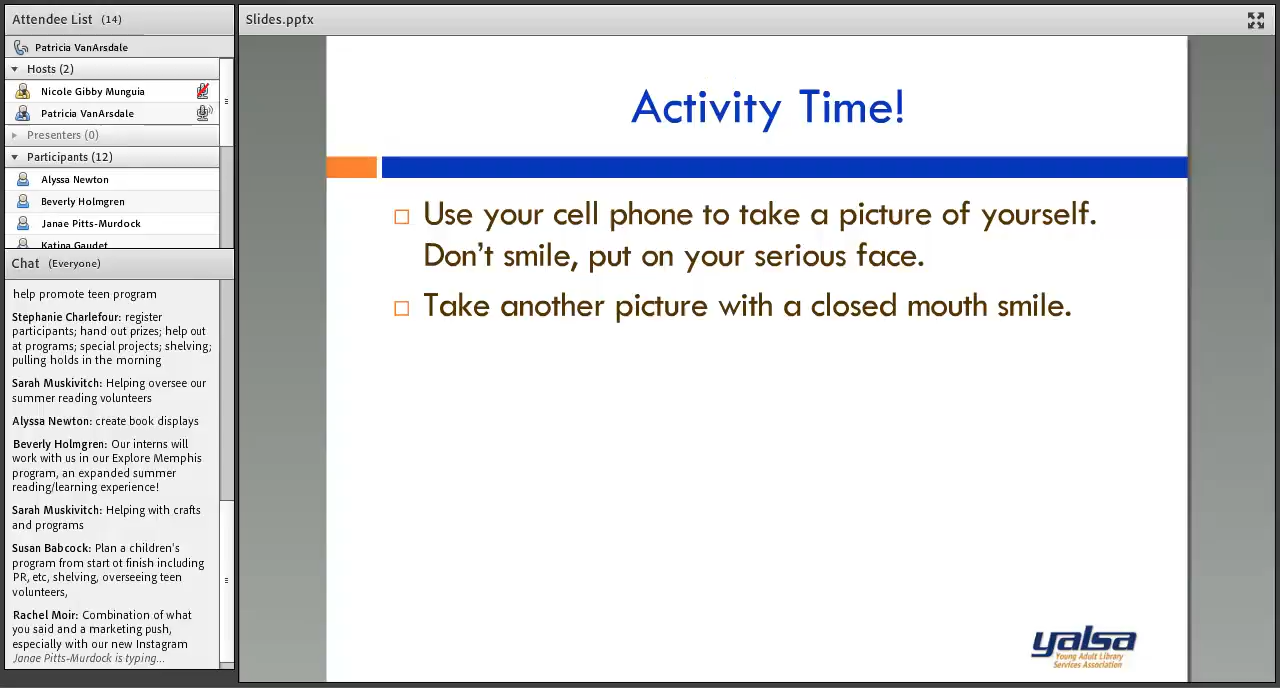 Attendee List (14)
Patricia VanArsdale
Hosts (2)
Nicole Gibby Munguia
Patricia VanArsdale
Presenters (0)
Participants (12)
Alyssa Newton
Beverly Holmgren
Janae Pitts-Murdock
Katina Gaudet
Chat (Everyone)
help promote teen program
Stephanie Charlefour: register
participants; hand out prizes; help out
at programs; special projects; shelving;
pulling holds in the morning
Sarah Muskivitch: Helping oversee our
summer reading volunteers
Alyssa Newton: create book displays
Beverly Holmgren: Our interns will
work with us in our Explore Memphis
program, an expanded summer
reading/learning experience!
Sarah Muskivitch: Helping with crafts
and programs
Susan Babcock: Plan a children's
program from start ot finish including
PR, etc, shelving, overseeing teen
volunteers,
Rachel Moir: Combination of what
you said and a marketing push,
especially with our new Instagram
Janae Pitts-Murdock is typing...
Slides.pptx
Activity Time!
Use your cell phone to take a picture of yourself.
Don't smile, put on your serious face.
Take another picture with a closed mouth smile.
yalsa
Young Adult Library
Services Association